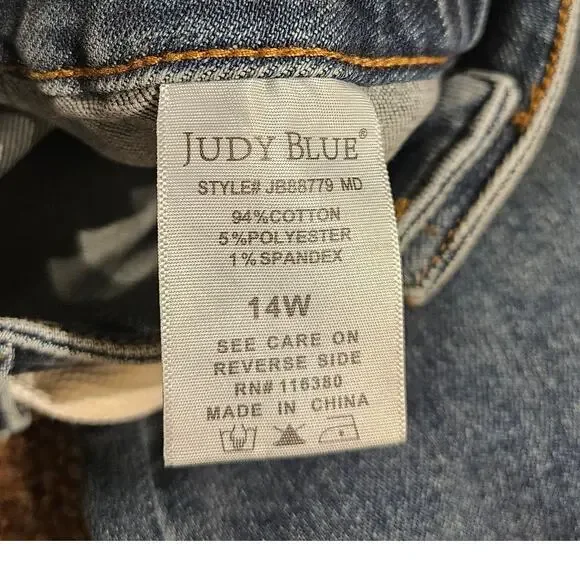 JUDY BLUE®
STYLE# JB88779 MD
94%COTTON
5%POLYESTER
1%SPANDEX
14W
SEE CARE ON
REVERSE SIDE
RN# 116380
MADE IN CHINA